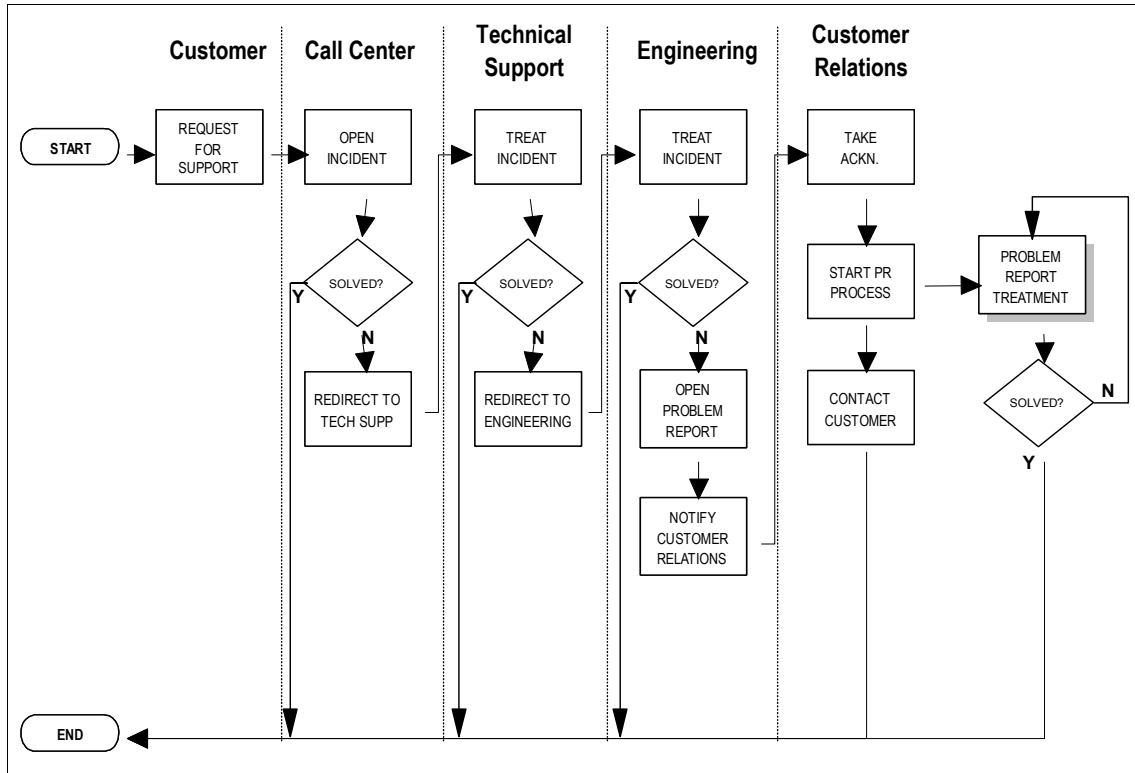 Customer
Call Center
Technical
Support
Engineering
Customer
Relations
START
REQUEST
FOR
SUPPORT
OPEN
INCIDENT
TREAT
INCIDENT
TREAT
INCIDENT
TAKE
ACKN.
SOLVED?
Y
N
REDIRECT TO
TECH SUPP
SOLVED?
Y
N
REDIRECT TO
ENGINEERING
SOLVED?
Y
N
OPEN
PROBLEM
REPORT
NOTIFY
CUSTOMER
RELATIONS
START PR
PROCESS
CONTACT
CUSTOMER
PROBLEM
REPORT
TREATMENT
SOLVED?
N
Y
END